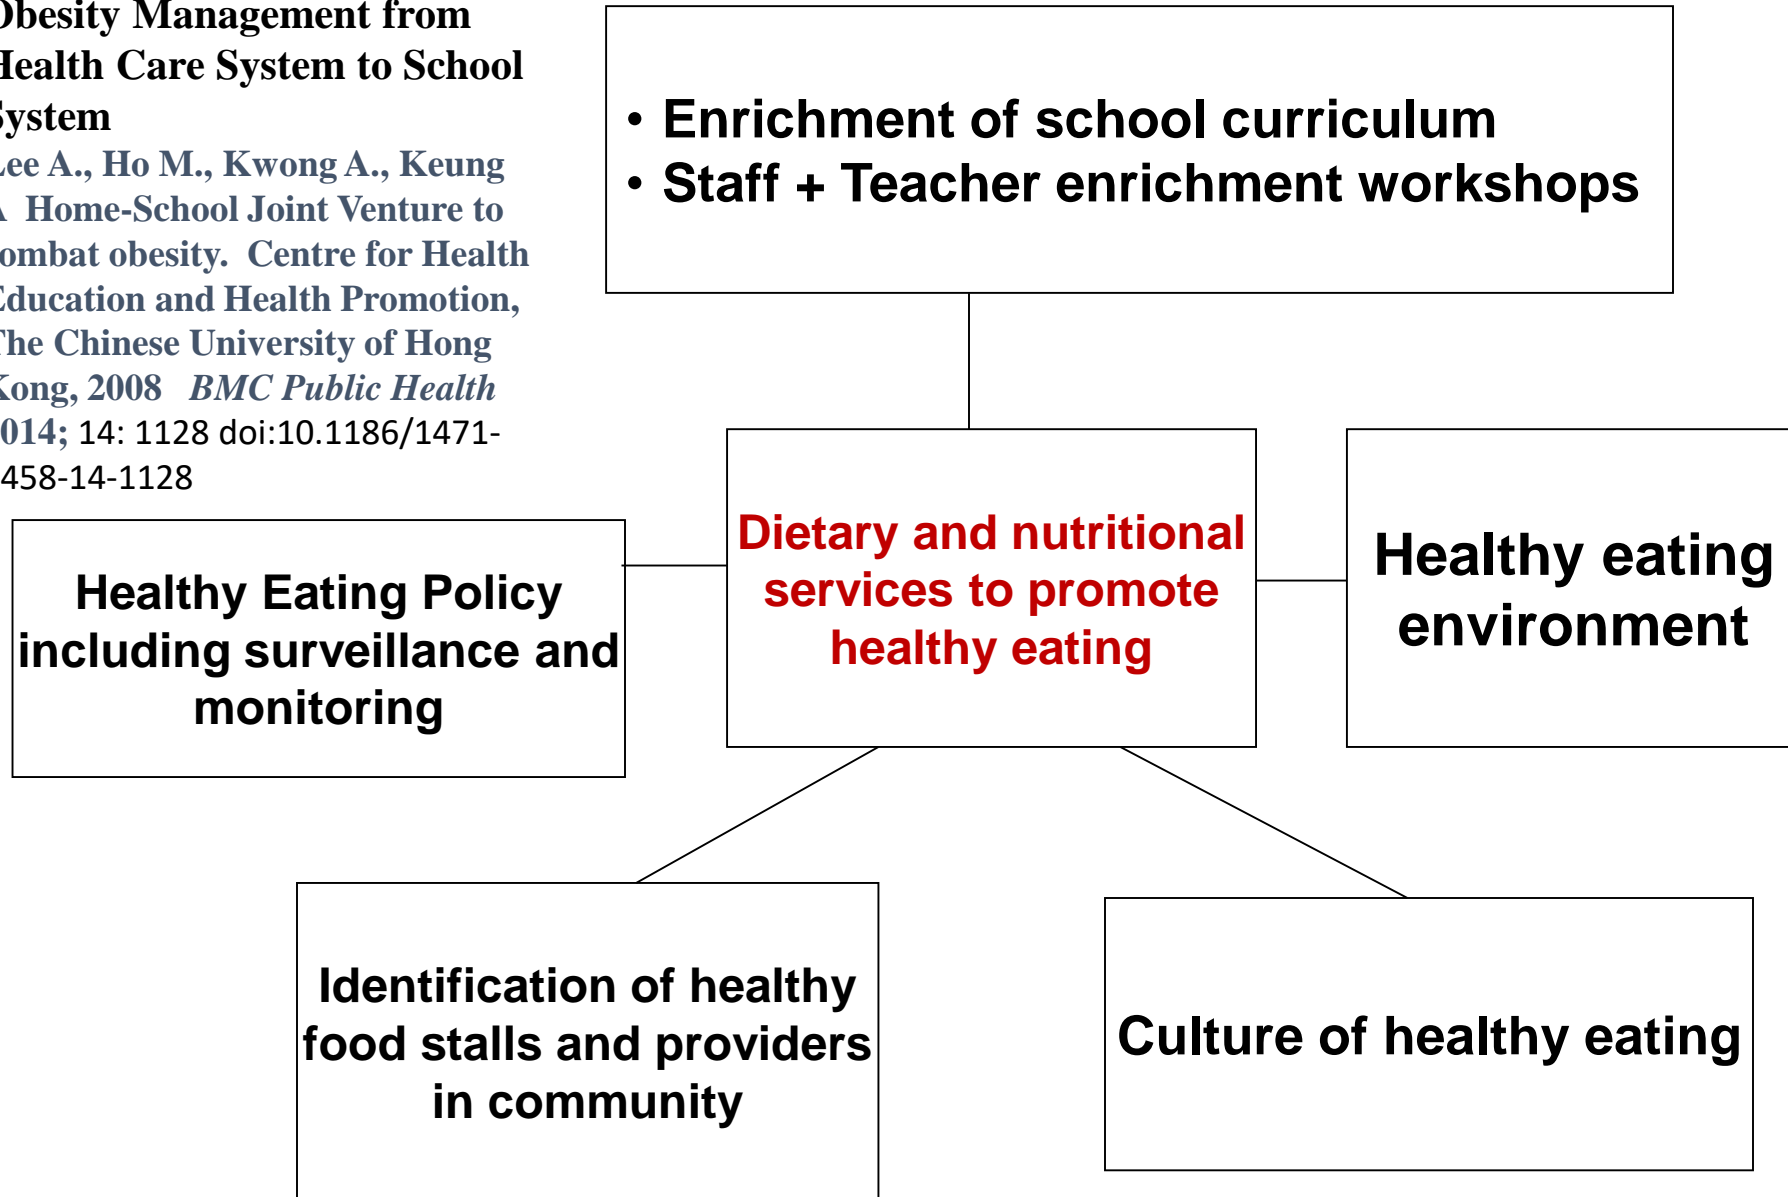 Obesity Management from
Health Care System to School
System
Lee A., Ho M., Kwong A., Keung
A Home-School Joint Venture to
combat obesity. Centre for Health
Education and Health Promotion,
The Chinese University of Hong
Kong, 2008 BMC Public Health
2014; 14: 1128 doi:10.1186/1471-
2458-14-1128
• Enrichment of school curriculum
• Staff + Teacher enrichment workshops
Healthy Eating Policy
including surveillance and
monitoring
Dietary and nutritional
services to promote
healthy eating
Healthy eating
environment
Identification of healthy
food stalls and providers
in community
Culture of healthy eating